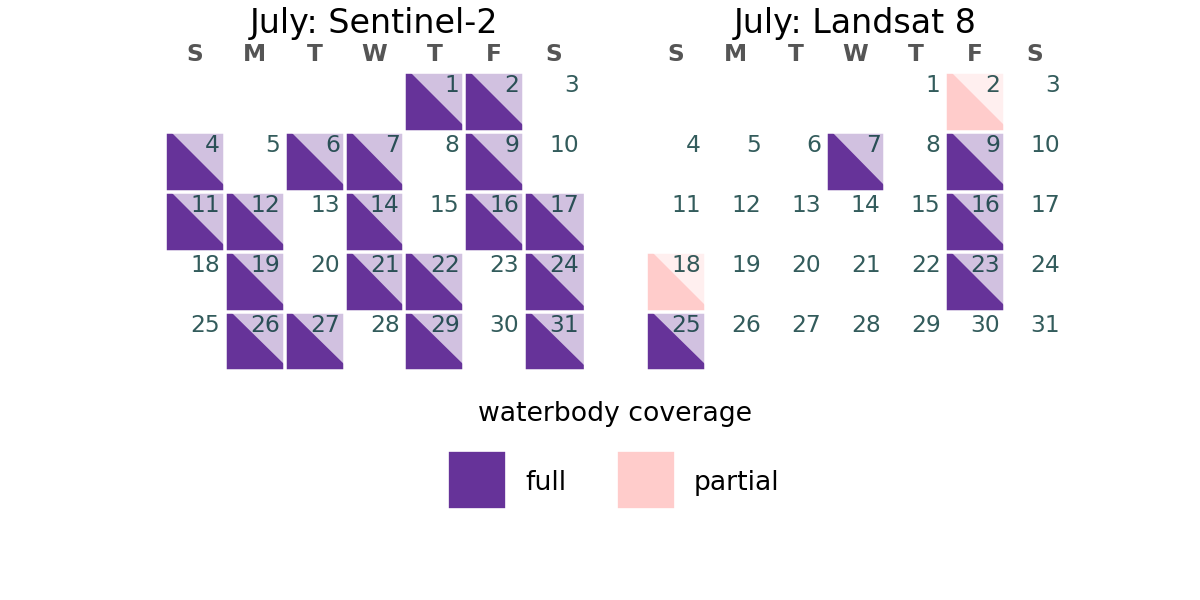 July: Sentinel-2
S M T W T F S
1 2 3
4 5 6 7 8 9 10
11 12 13 14 15 16 17
18 19 20 21 22 23 24
25 26 27 28 29 30 31
July: Landsat 8
S M T W T F S
1 2 3
4 5 6 7 8 9 10
11 12 13 14 15 16 17
18 19 20 21 22 23 24
25 26 27 28 29 30 31
waterbody coverage
full partial